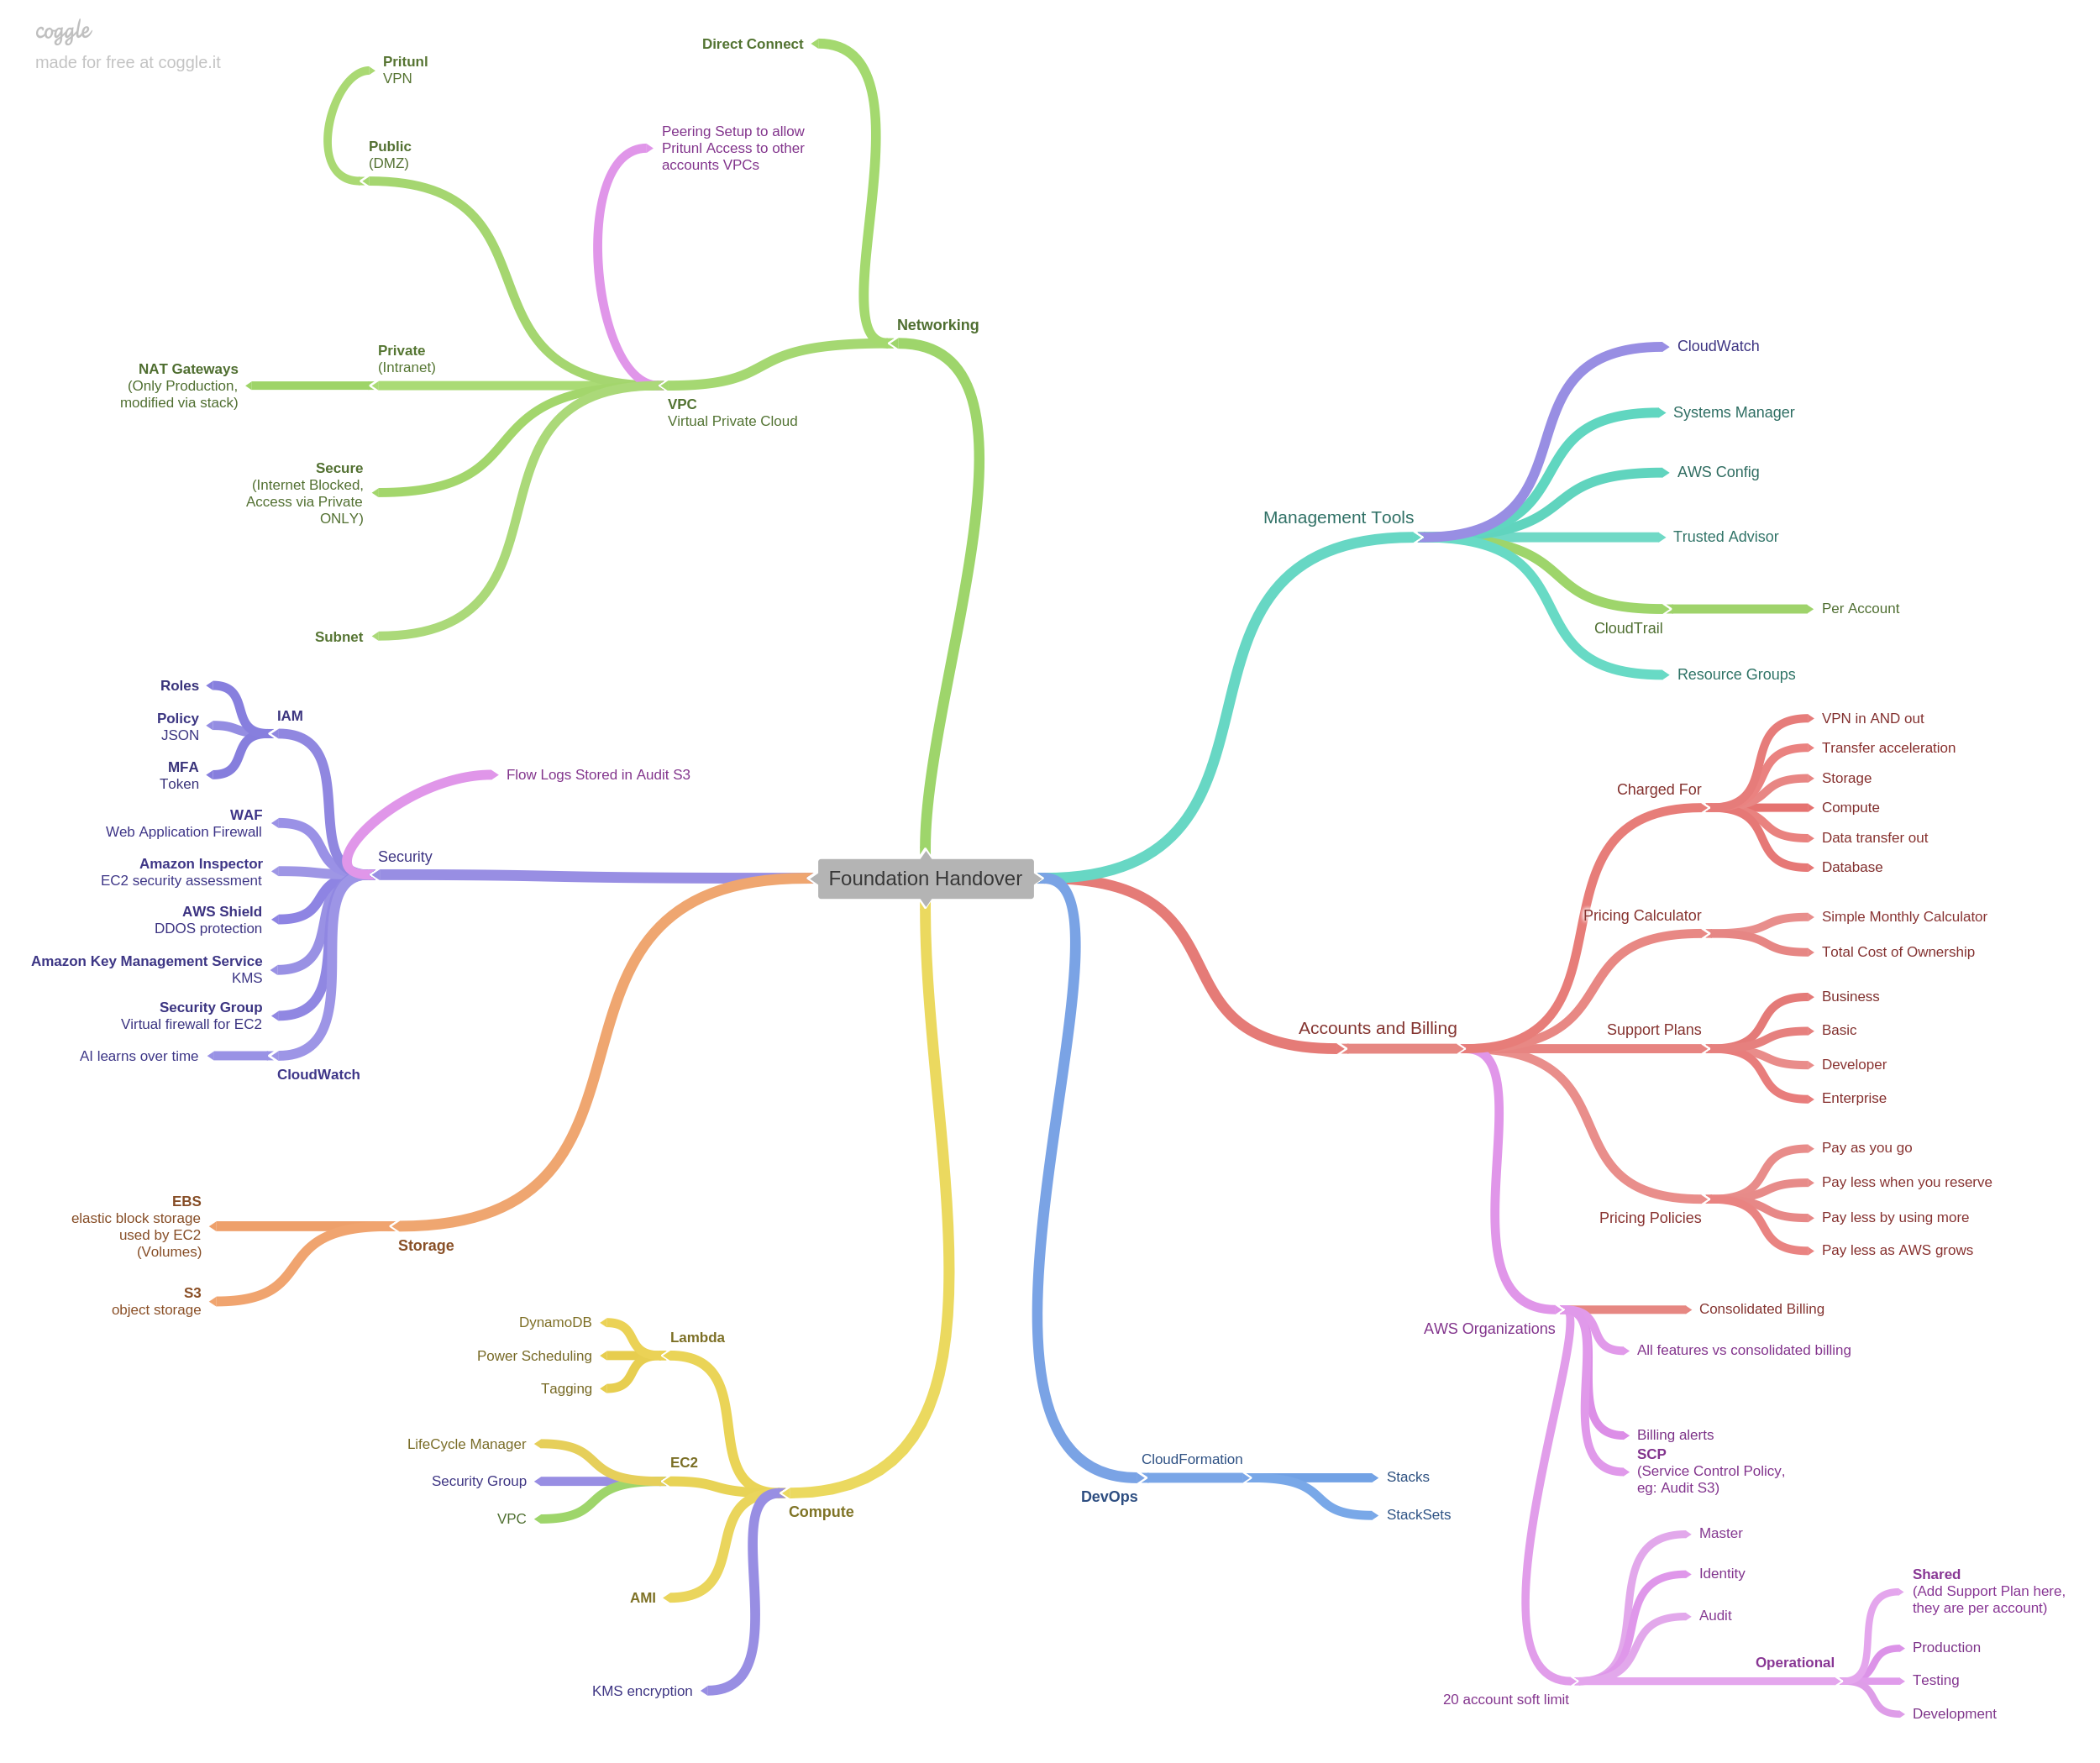 coggle
made for free at coggle.it
Foundation Handover
Networking
Direct Connect
VPC
Virtual Private Cloud
Peering Setup to allow
Pritunl Access to other
accounts VPCs
Public
(DMZ)
Pritunl
VPN
Private
(Intranet)
NAT Gateways
(Only Production,
modified via stack)
Secure
(Internet Blocked,
Access via Private
ONLY)
Subnet
Security
Flow Logs Stored in Audit S3
IAM
Roles
Policy
JSON
MFA
Token
WAF
Web Application Firewall
Amazon Inspector
EC2 security assessment
AWS Shield
DDOS protection
Amazon Key Management Service
KMS
Security Group
Virtual firewall for EC2
CloudWatch
AI learns over time
Storage
EBS
elastic block storage
used by EC2
(Volumes)
S3
object storage
Compute
Lambda
DynamoDB
Power Scheduling
Tagging
EC2
LifeCycle Manager
Security Group
VPC
AMI
KMS encryption
Management Tools
CloudWatch
Systems Manager
AWS Config
Trusted Advisor
CloudTrail
Per Account
Resource Groups
Accounts and Billing
Charged For
VPN in AND out
Transfer acceleration
Storage
Compute
Data transfer out
Database
Pricing Calculator
Simple Monthly Calculator
Total Cost of Ownership
Support Plans
Business
Basic
Developer
Enterprise
Pricing Policies
Pay as you go
Pay less when you reserve
Pay less by using more
Pay less as AWS grows
AWS Organizations
Consolidated Billing
All features vs consolidated billing
Billing alerts
SCP
(Service Control Policy,
eg: Audit S3)
20 account soft limit
Master
Identity
Audit
Operational
Shared
(Add Support Plan here,
they are per account)
Production
Testing
Development
DevOps
CloudFormation
Stacks
StackSets